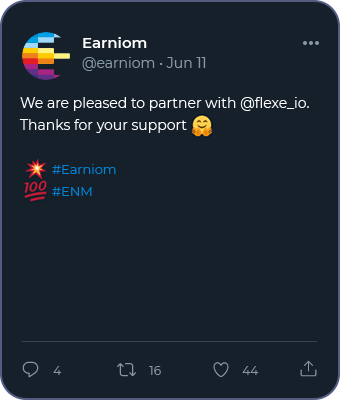 Earniom
@earniom · Jun 11
We are pleased to partner with @flexe_io.
Thanks for your support 🤗
💥 #Earniom
💯 #ENM
4 16 44